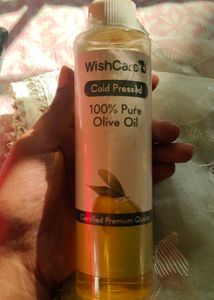 WishCare
Cold Pressed
100% Pure
Olive Oil
Certified Premium Quality